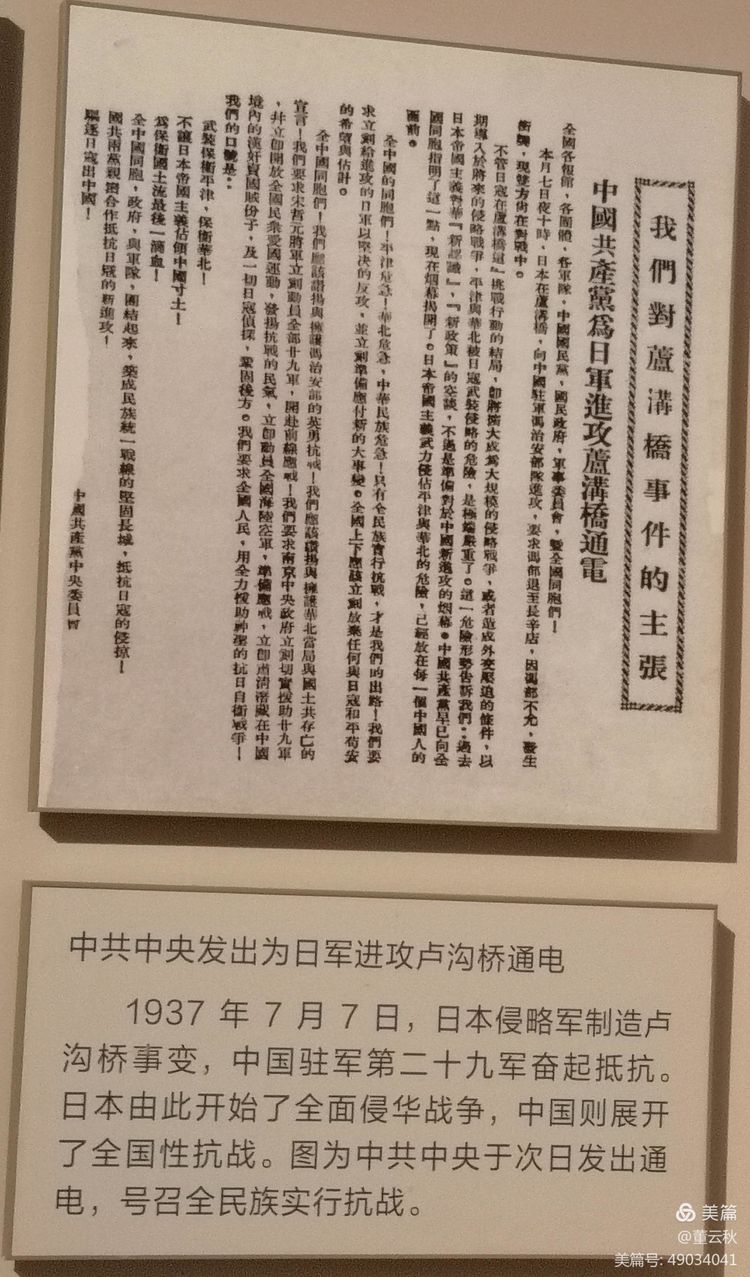 我們對蘆溝橋事件的主張
中國共產黨爲日軍進攻蘆溝橋通電
全國各報館，各團體，各軍隊，中國國民黨，國民政府，軍事委員會，暨全國同胞們！
本月七日夜十時，日本在蘆溝橋，向中國駐軍馮治安部隊進攻，要求馮部退至長辛店，因馮部不允，發生
衝突，現雙方尚在對戰中。
不管日寇在蘆溝橋這一挑戰行動的結局，即將擴大成爲大規模的侵略戰爭，或者造成外交壓迫的條件，以
期導入於將來的侵略戰爭，平津與華北被日寇武裝侵略的危險，是極端嚴重了。這一危險形勢告訴我們：過去
日本帝國主義對華『新認識』，『新政策』的空談，不過是準備對於中國新進攻的烟幕。中國共產黨早已向全
國同胞指明了這一點，現在烟幕揭開了。日本帝國主義武力侵佔平津與華北的危險，已經放在每一個中國人的
面前。
全中國的同胞們！平津危急！華北危急，中華民族危急！只有全民族實行抗戰，才是我們的出路！我們要
求立刻給進攻的日軍以堅決的反攻，並立刻準備應付新的大事變。全國上下應該立刻放棄任何與日寇和平苟安
的希望與估計。
全中國同胞們！我們應該讚揚與擁護馮治安部的英勇抗戰！我們應該讚揚與擁護華北當局與國土共存亡的
宣言！我們要求宋哲元將軍立刻動員全部廿九軍，開赴前線應戰！我們要求南京中央政府立刻切實援助廿九軍
，并立即開放全國民衆愛國運動，發揚抗戰的民氣，立即動員全國海陸空軍，準備應戰，立即肅清潛藏在中國
境內的漢奸賣國賊份子，及一切日寇偵探，鞏固後方。我們要求全國人民，用全力援助神聖的抗日自衛戰爭！
我們的口號是：
武裝保衛平津，保衛華北！
不讓日本帝國主義佔領中國寸土！
爲保衛國土流最後一滴血！
全中國同胞，政府，與軍隊，團結起來，築成民族統一戰線的堅固長城，抵抗日寇的侵掠！
國共兩黨親密合作抵抗日寇的新進攻！
驅逐日寇出中國！
中國共產黨中央委員會
中共中央发出为日军进攻卢沟桥通电
1937 年 7 月 7 日，日本侵略军制造卢
沟桥事变，中国驻军第二十九军奋起抵抗。
日本由此开始了全面侵华战争，中国则展开
了全国性抗战。图为中共中央于次日发出通
电，号召全民族实行抗战。
美篇
@董云秋
美篇号: 49034041